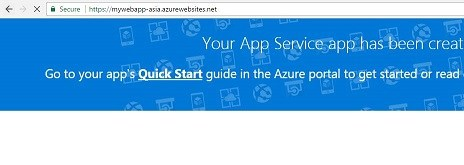 Secure https://mywebapp-asia.azurewebsites.net
Your App Service app has been creat
Go to your app's Quick Start guide in the Azure portal to get started or read